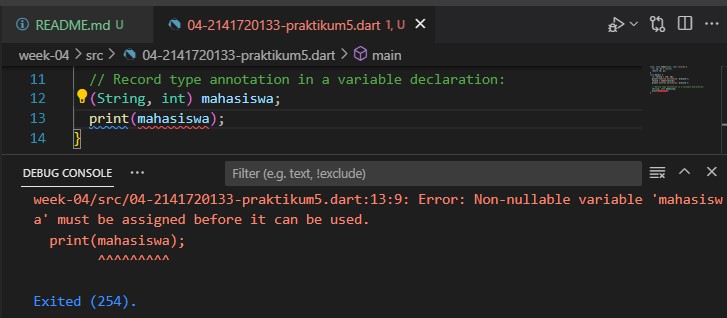 README.md U 04-2141720133-praktikum5.dart 1, U
week-04 > src > 04-2141720133-praktikum5.dart > main
11 // Record type annotation in a variable declaration:
12 (String, int) mahasiswa;
13 print(mahasiswa);
14 }
DEBUG CONSOLE ... Filter (e.g. text, !exclude)
week-04/src/04-2141720133-praktikum5.dart:13:9: Error: Non-nullable variable 'mahasisw
a' must be assigned before it can be used.
print(mahasiswa);
^^^^^^^^^
Exited (254).